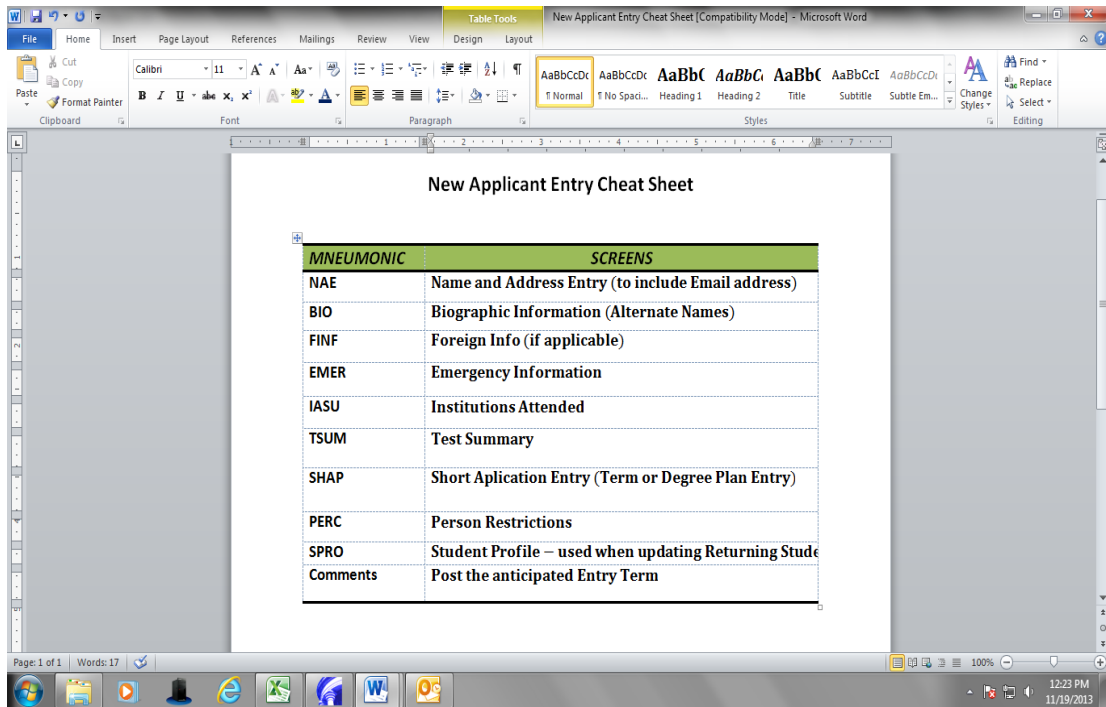 Table Tools
New Applicant Entry Cheat Sheet [Compatibility Mode] - Microsoft Word
File Home Insert Page Layout References Mailings Review View Design Layout
Paste
Cut
Copy
Format Painter
Clipboard
Calibri 11
Font
Paragraph
AaBbCcDc AaBbCcDc AaBbC AaBbC AaBbC AaBbCcI AaBbCcDc
¶ Normal ¶ No Spaci... Heading 1 Heading 2 Title Subtitle Subtle Em...
Change Styles
Styles
Find
Replace
Select
Editing
New Applicant Entry Cheat Sheet
MNEUMONIC SCREENS
NAE Name and Address Entry (to include Email address)
BIO Biographic Information (Alternate Names)
FINF Foreign Info (if applicable)
EMER Emergency Information
IASU Institutions Attended
TSUM Test Summary
SHAP Short Aplication Entry (Term or Degree Plan Entry)
PERC Person Restrictions
SPRO Student Profile – used when updating Returning Stude
Comments Post the anticipated Entry Term
Page: 1 of 1 Words: 17 100%
12:23 PM
11/19/2013